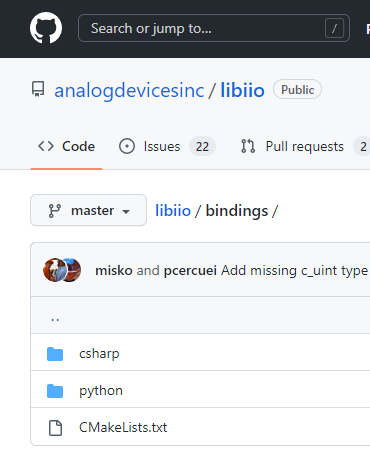 Search or jump to... /
analogdevicesinc / libiio Public
Code Issues 22 Pull requests 2
master libiio / bindings /
misko and pcercuei Add missing c_uint type
..
csharp
python
CMakeLists.txt